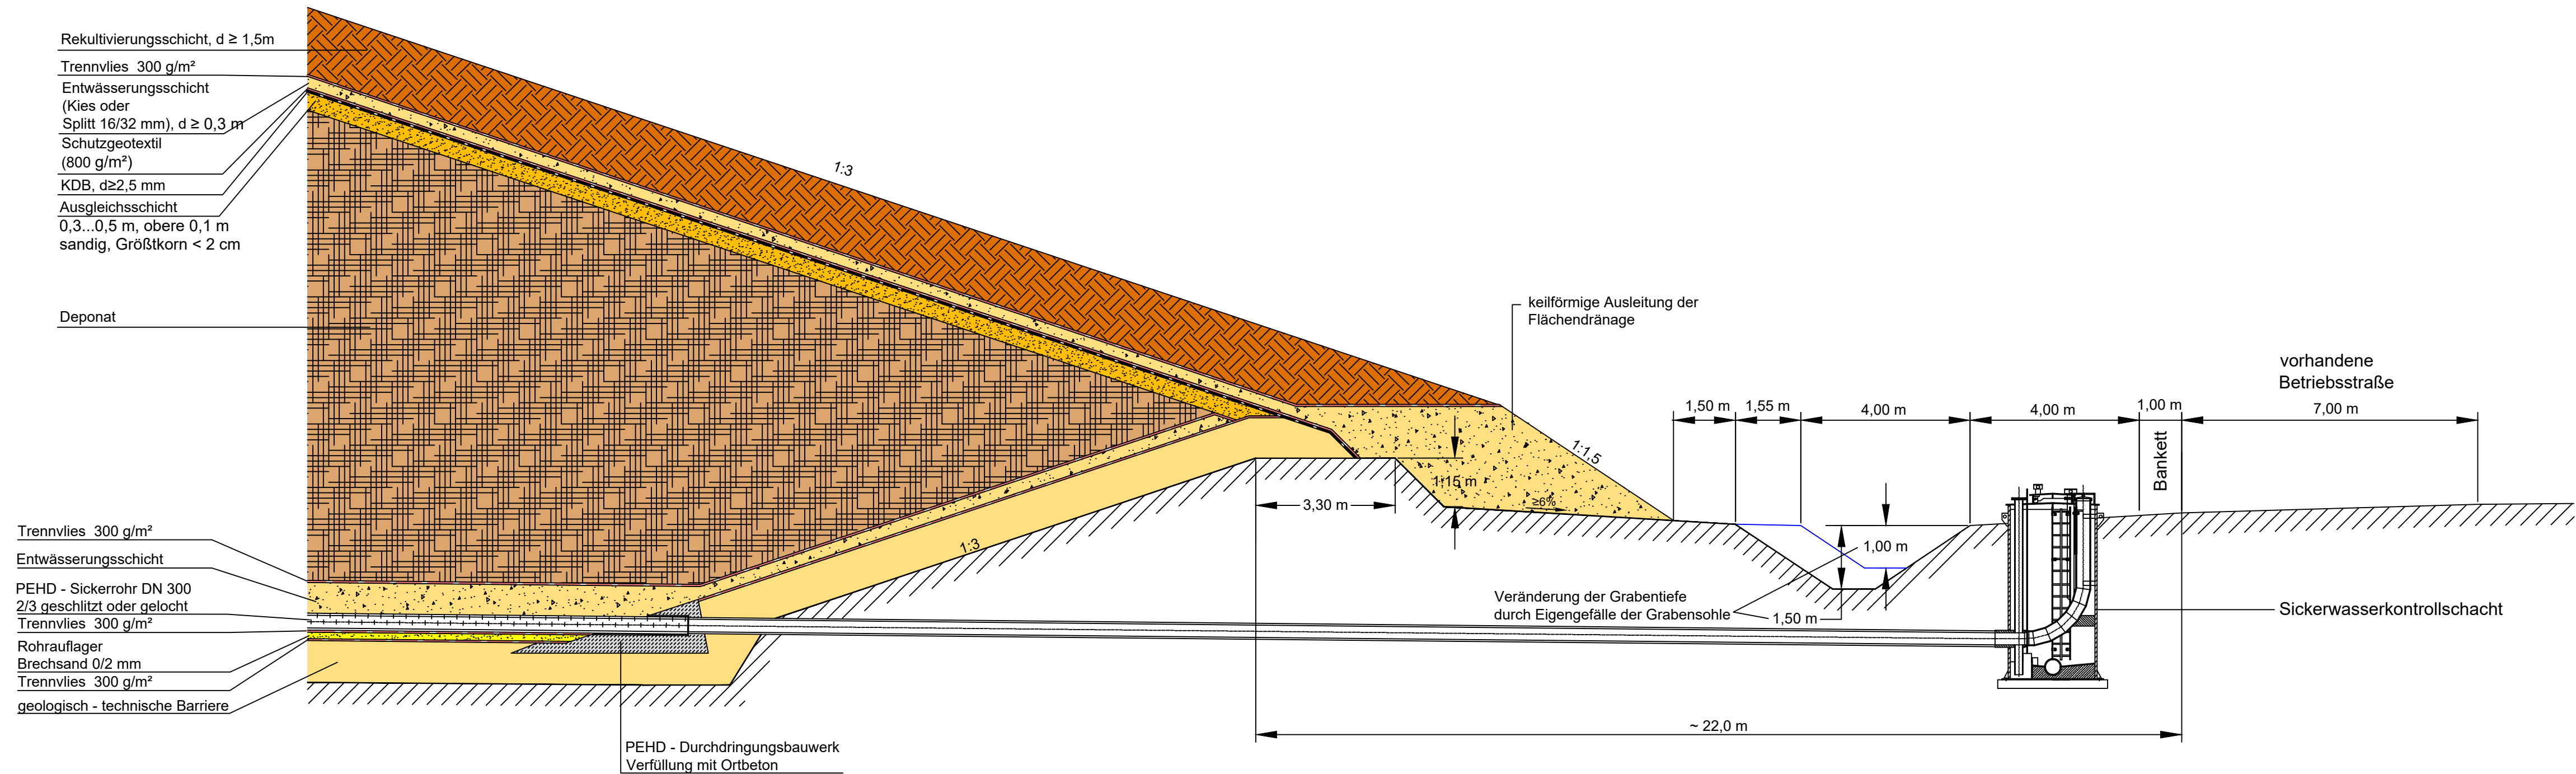 Rekultivierungsschicht, d ≥ 1,5m
Trennvlies 300 g/m²
Entwässerungsschicht
(Kies oder
Splitt 16/32 mm), d ≥ 0,3 m
Schutzgeotextil
(800 g/m²)
KDB, d≥2,5 mm
Ausgleichsschicht
0,3...0,5 m, obere 0,1 m
sandig, Größtkorn < 2 cm
Deponat
Trennvlies 300 g/m²
Entwässerungsschicht
PEHD - Sickerrohr DN 300
2/3 geschlitzt oder gelocht
Trennvlies 300 g/m²
Rohrauflager
Brechsand 0/2 mm
Trennvlies 300 g/m²
geologisch - technische Barriere
PEHD - Durchdringungsbauwerk
Verfüllung mit Ortbeton
1:3
1:3
keilförmige Ausleitung der
Flächendränage
1:1,5
1:15 m
≥6%
3,30 m
1,50 m
1,55 m
4,00 m
4,00 m
1,00 m
Bankett
vorhandene
Betriebsstraße
7,00 m
1,00 m
Veränderung der Grabentiefe
durch Eigengefälle der Grabensohle
1,50 m
Sickerwasserkontrollschacht
~ 22,0 m